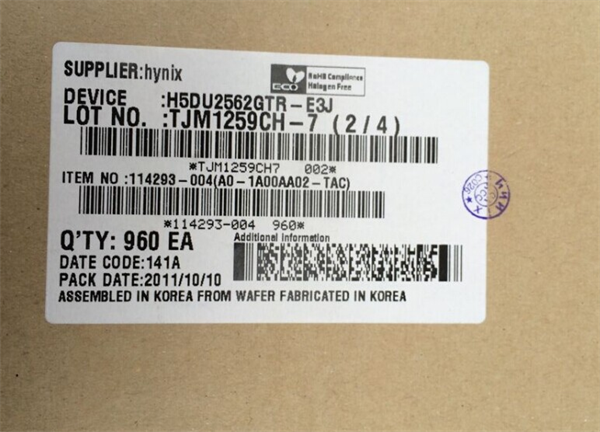 SUPPLIER:hynix
ECO
RoHS Compliance
Halogen Free
DEVICE :H5DU2562GTR-E3J
LOT NO. :TJM1259CH-7 (2/4)
*TJM1259CH7 002*
ITEM NO :114293-004(A0-1A00AA02-TAC)
*114293-004 960*
Q'TY: 960 EA
Additional Information
DATE CODE:141A
PACK DATE:2011/10/10
ASSEMBLED IN KOREA FROM WAFER FABRICATED IN KOREA